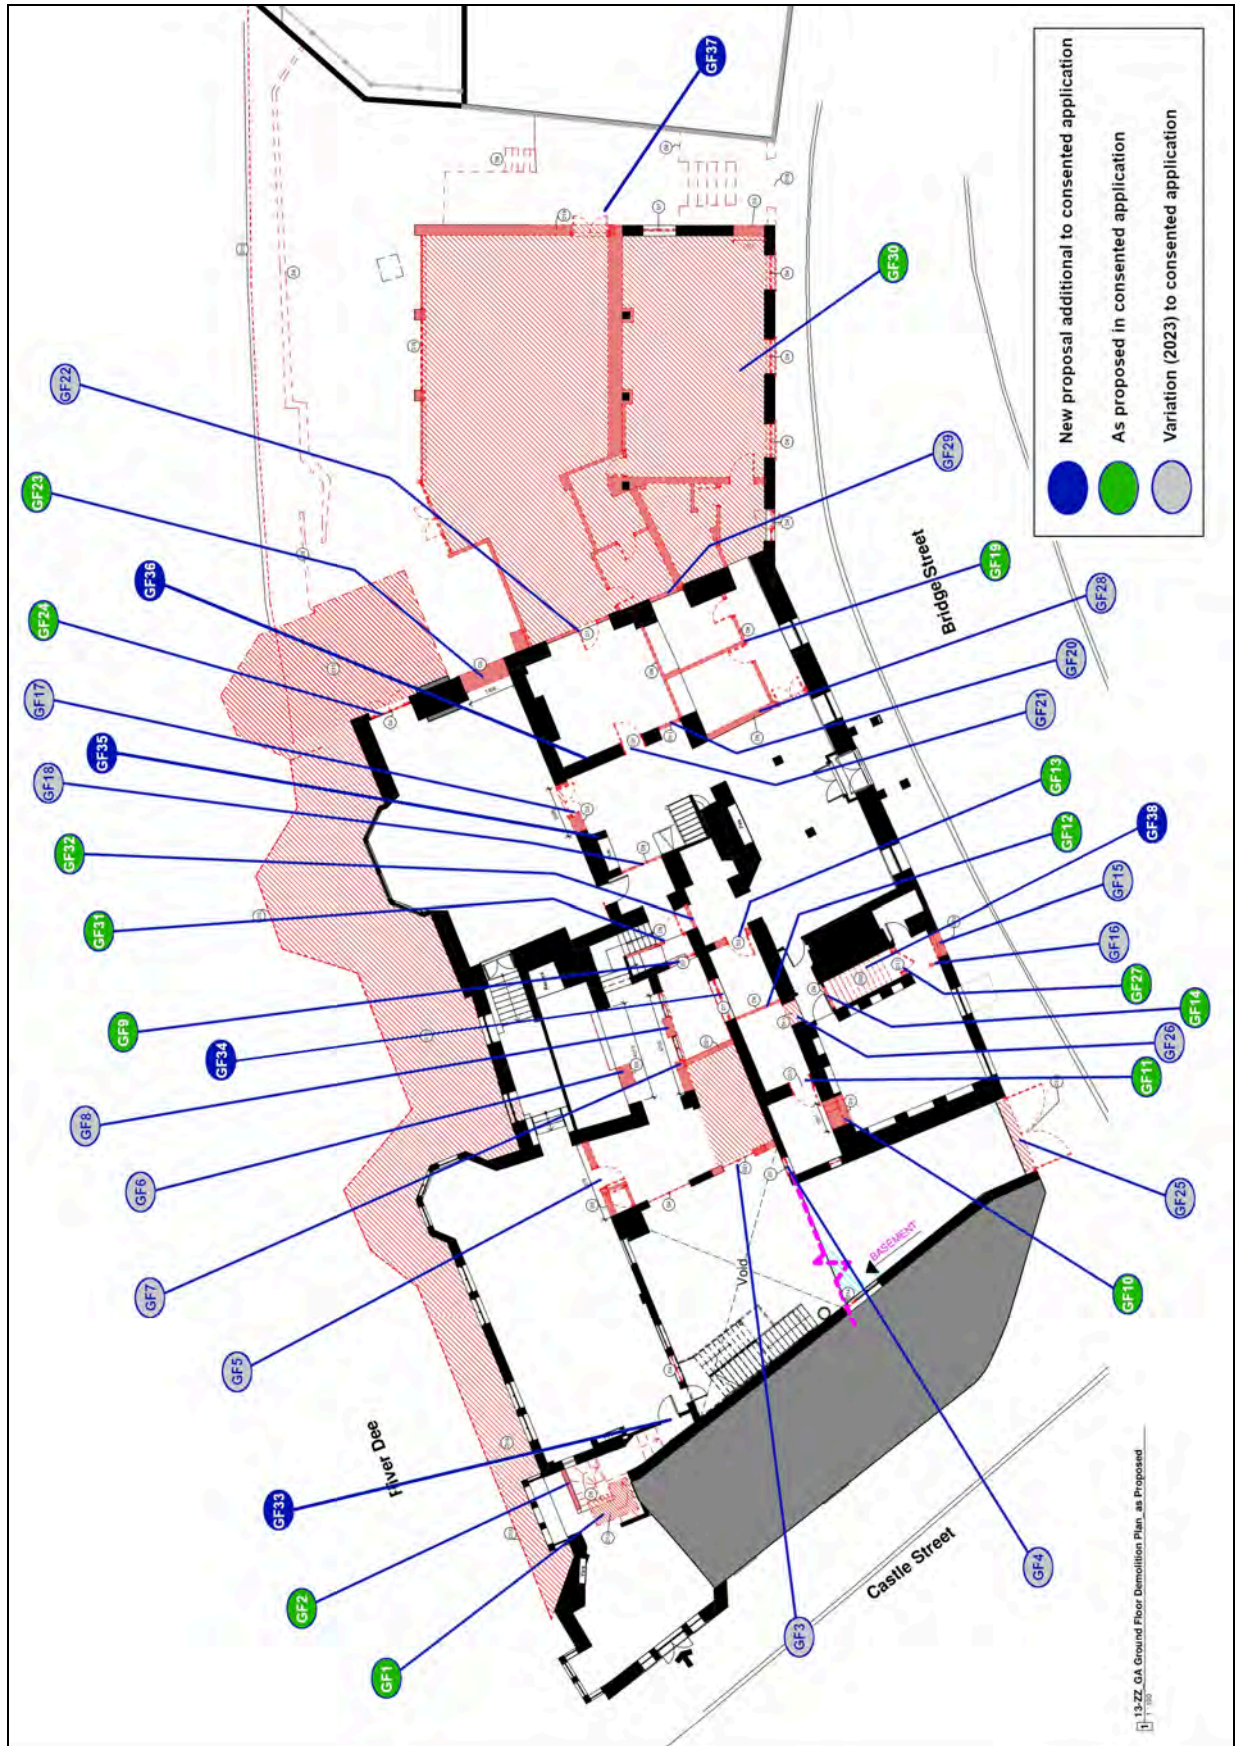 New proposal additional to consented application
As proposed in consented application
Variation (2023) to consented application
GF37
GF30
GF22
GF23
GF29
GF36
GF19
GF24
GF28
GF17
GF20
GF35
GF21
GF18
GF13
GF32
GF12
GF38
GF31
GF15
GF16
GF9
GF27
GF34
GF14
GF26
GF8
GF11
GF6
GF25
GF7
GF10
GF5
GF33
GF4
GF2
GF3
GF1
Bridge Street
River Dee
Castle Street
Void
BASEMENT
1 13-ZZ_GA Ground Floor Demolition Plan_as Proposed